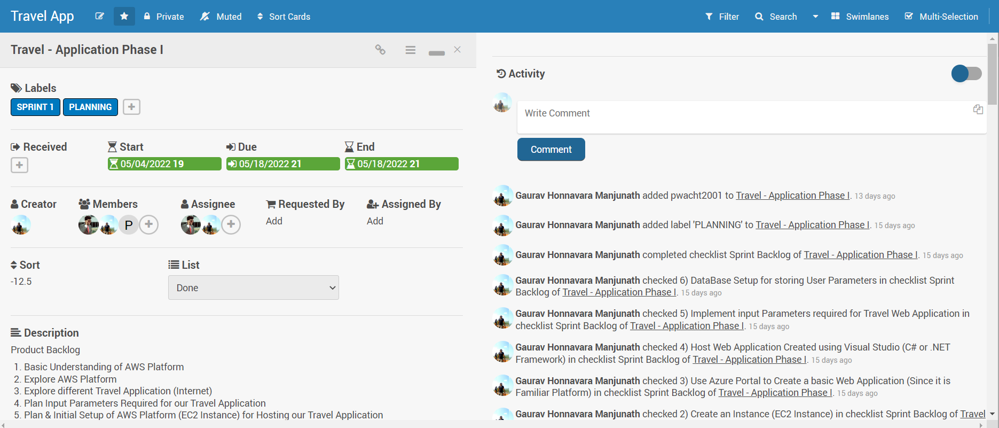 Travel App
Private
Muted
Sort Cards
Filter
Search
Swimlanes
Multi-Selection
Travel - Application Phase I
Labels
SPRINT 1
PLANNING
Received
Start
05/04/2022 19
Due
05/18/2022 21
End
05/18/2022 21
Creator
Members
P
Assignee
Requested By
Add
Assigned By
Add
Sort
-12.5
List
Done
Description
Product Backlog
1. Basic Understanding of AWS Platform
2. Explore AWS Platform
3. Explore different Travel Application (Internet)
4. Plan Input Parameters Required for our Travel Application
5. Plan & Initial Setup of AWS Platform (EC2 Instance) for Hosting our Travel Application
Activity
Write Comment
Comment
Gaurav Honnavara Manjunath added pwacht2001 to Travel - Application Phase I. 13 days ago
Gaurav Honnavara Manjunath added label 'PLANNING' to Travel - Application Phase I. 15 days ago
Gaurav Honnavara Manjunath completed checklist Sprint Backlog of Travel - Application Phase I. 15 days ago
Gaurav Honnavara Manjunath checked 6) DataBase Setup for storing User Parameters in checklist Sprint
Backlog of Travel - Application Phase I. 15 days ago
Gaurav Honnavara Manjunath checked 5) Implement input Parameters required for Travel Web Application in
checklist Sprint Backlog of Travel - Application Phase I. 15 days ago
Gaurav Honnavara Manjunath checked 4) Host Web Application Created using Visual Studio (C# or .NET
Framework) in checklist Sprint Backlog of Travel - Application Phase I. 15 days ago
Gaurav Honnavara Manjunath checked 3) Use Azure Portal to Create a basic Web Application (Since it is
Familiar Platform) in checklist Sprint Backlog of Travel - Application Phase I. 15 days ago
Gaurav Honnavara Manjunath checked 2) Create an Instance (EC2 Instance) in checklist Sprint Backlog of Travel